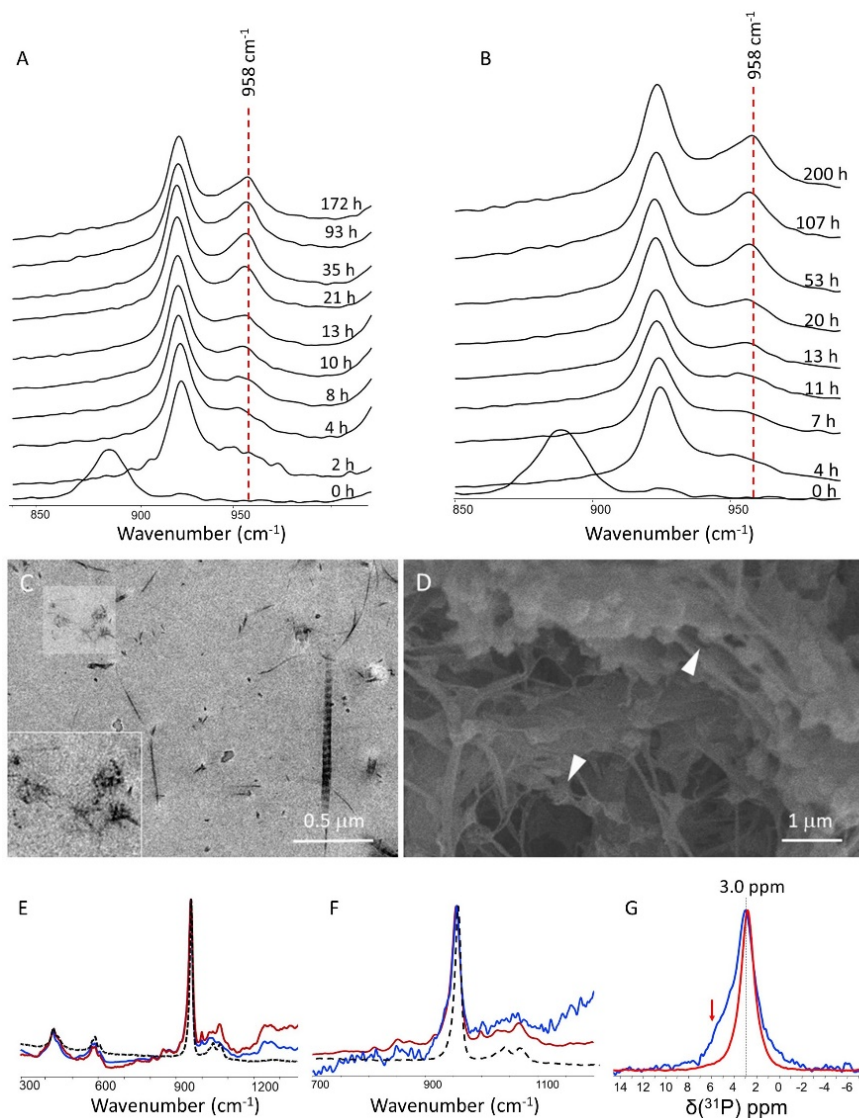 A
958 cm⁻¹
172 h
93 h
35 h
21 h
13 h
10 h
8 h
4 h
2 h
0 h
850 900 950
Wavenumber (cm⁻¹)
B
958 cm⁻¹
200 h
107 h
53 h
20 h
13 h
11 h
7 h
4 h
0 h
850 900 950
Wavenumber (cm⁻¹)
C
0.5 μm
D
1 μm
E
300 600 900 1200
Wavenumber (cm⁻¹)
F
700 900 1100
Wavenumber (cm⁻¹)
G
3.0 ppm
14 12 10 8 6 4 2 0 -2 -4 -6
δ(³¹P) ppm